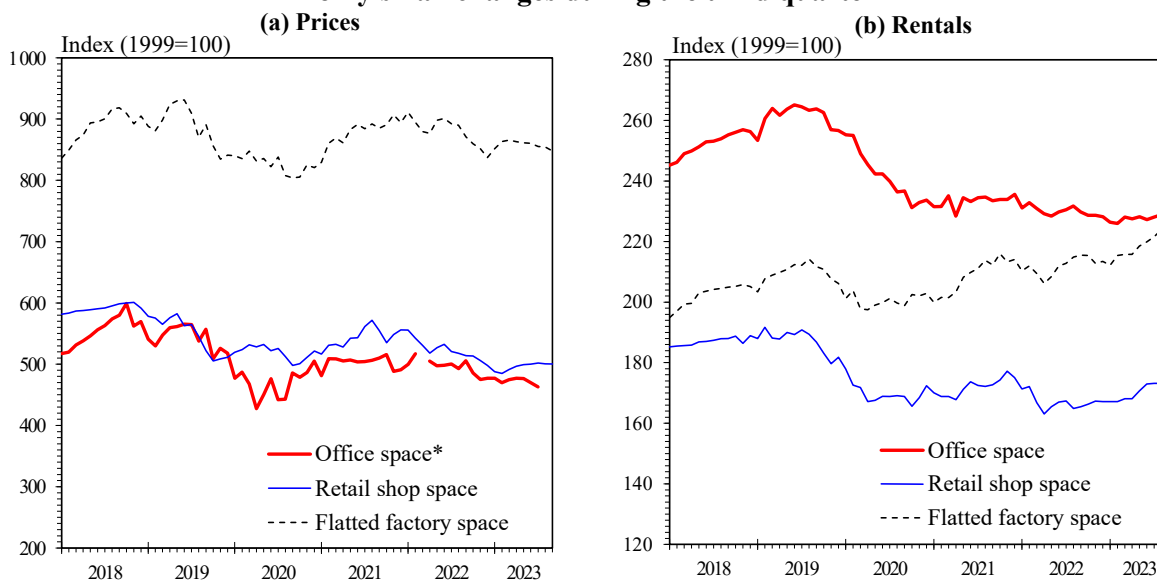 (a) Prices
Index (1999=100)
1 000
900
800
700
600
500
400
300
200
Office space*
Retail shop space
Flatted factory space
2018 2019 2020 2021 2022 2023
(b) Rentals
Index (1999=100)
280
260
240
220
200
180
160
140
120
Office space
Retail shop space
Flatted factory space
2018 2019 2020 2021 2022 2023